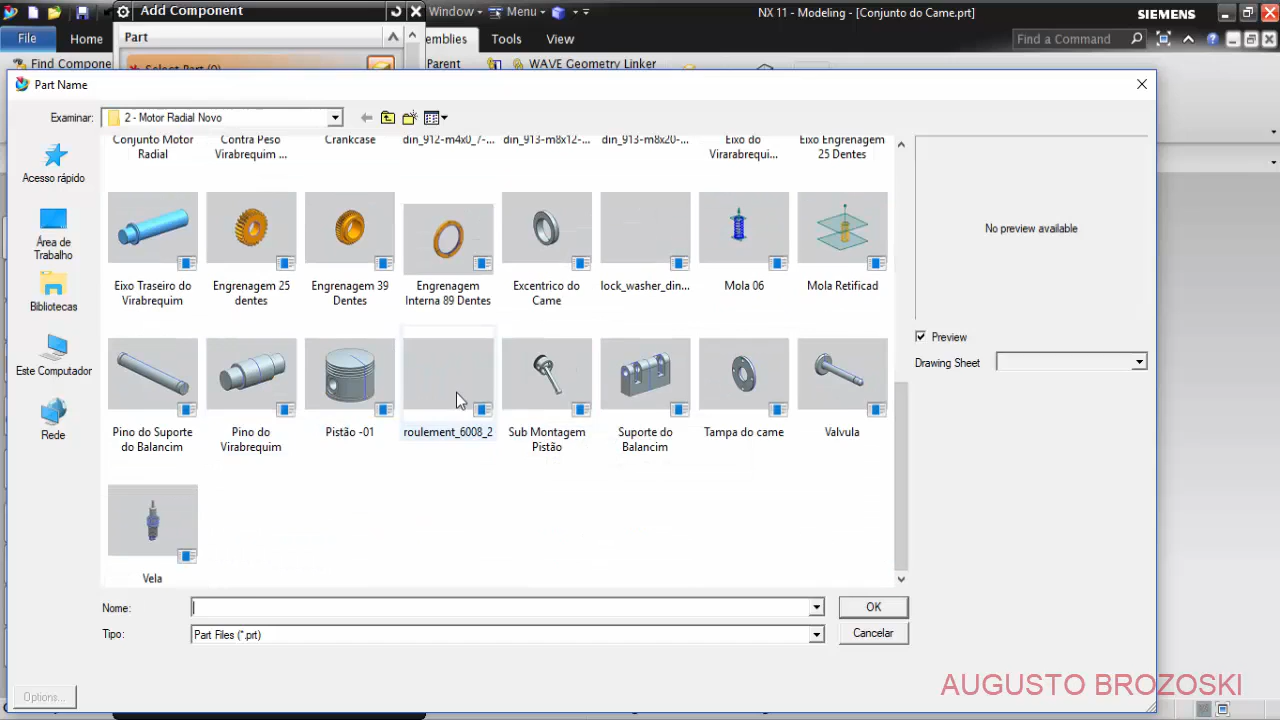 Add Component
Window
Menu
NX 11 - Modeling - [Conjunto do Came.prt]
SIEMENS
File
Home
Part
emblies
Tools
View
Find a Command
Find Compone
Select Part (0)
Parent
WAVE Geometry Linker
Part Name
Examinar:
2 - Motor Radial Novo
Acesso rápido
Área de
Trabalho
Bibliotecas
Este Computador
Rede
Conjunto Motor
Radial
Contra Peso
Virabrequim ...
Crankcase
din_912-m4x0_7-...
din_913-m8x12-...
din_913-m8x20-...
Eixo do
Virarabrequi...
Eixo Engrenagem
25 Dentes
Eixo Traseiro do
Virabrequim
Engrenagem 25
dentes
Engrenagem 39
Dentes
Engrenagem
Interna 89 Dentes
Excentrico do
Came
lock_washer_din...
Mola 06
Mola Retificad
Pino do Suporte
do Balancim
Pino do
Virabrequim
Pistão -01
roulement_6008_2
Sub Montagem
Pistão
Suporte do
Balancim
Tampa do came
Valvula
Vela
No preview available
Preview
Drawing Sheet
Nome:
OK
Tipo:
Part Files (*.prt)
Cancelar
Options...
AUGUSTO BROZOSKI